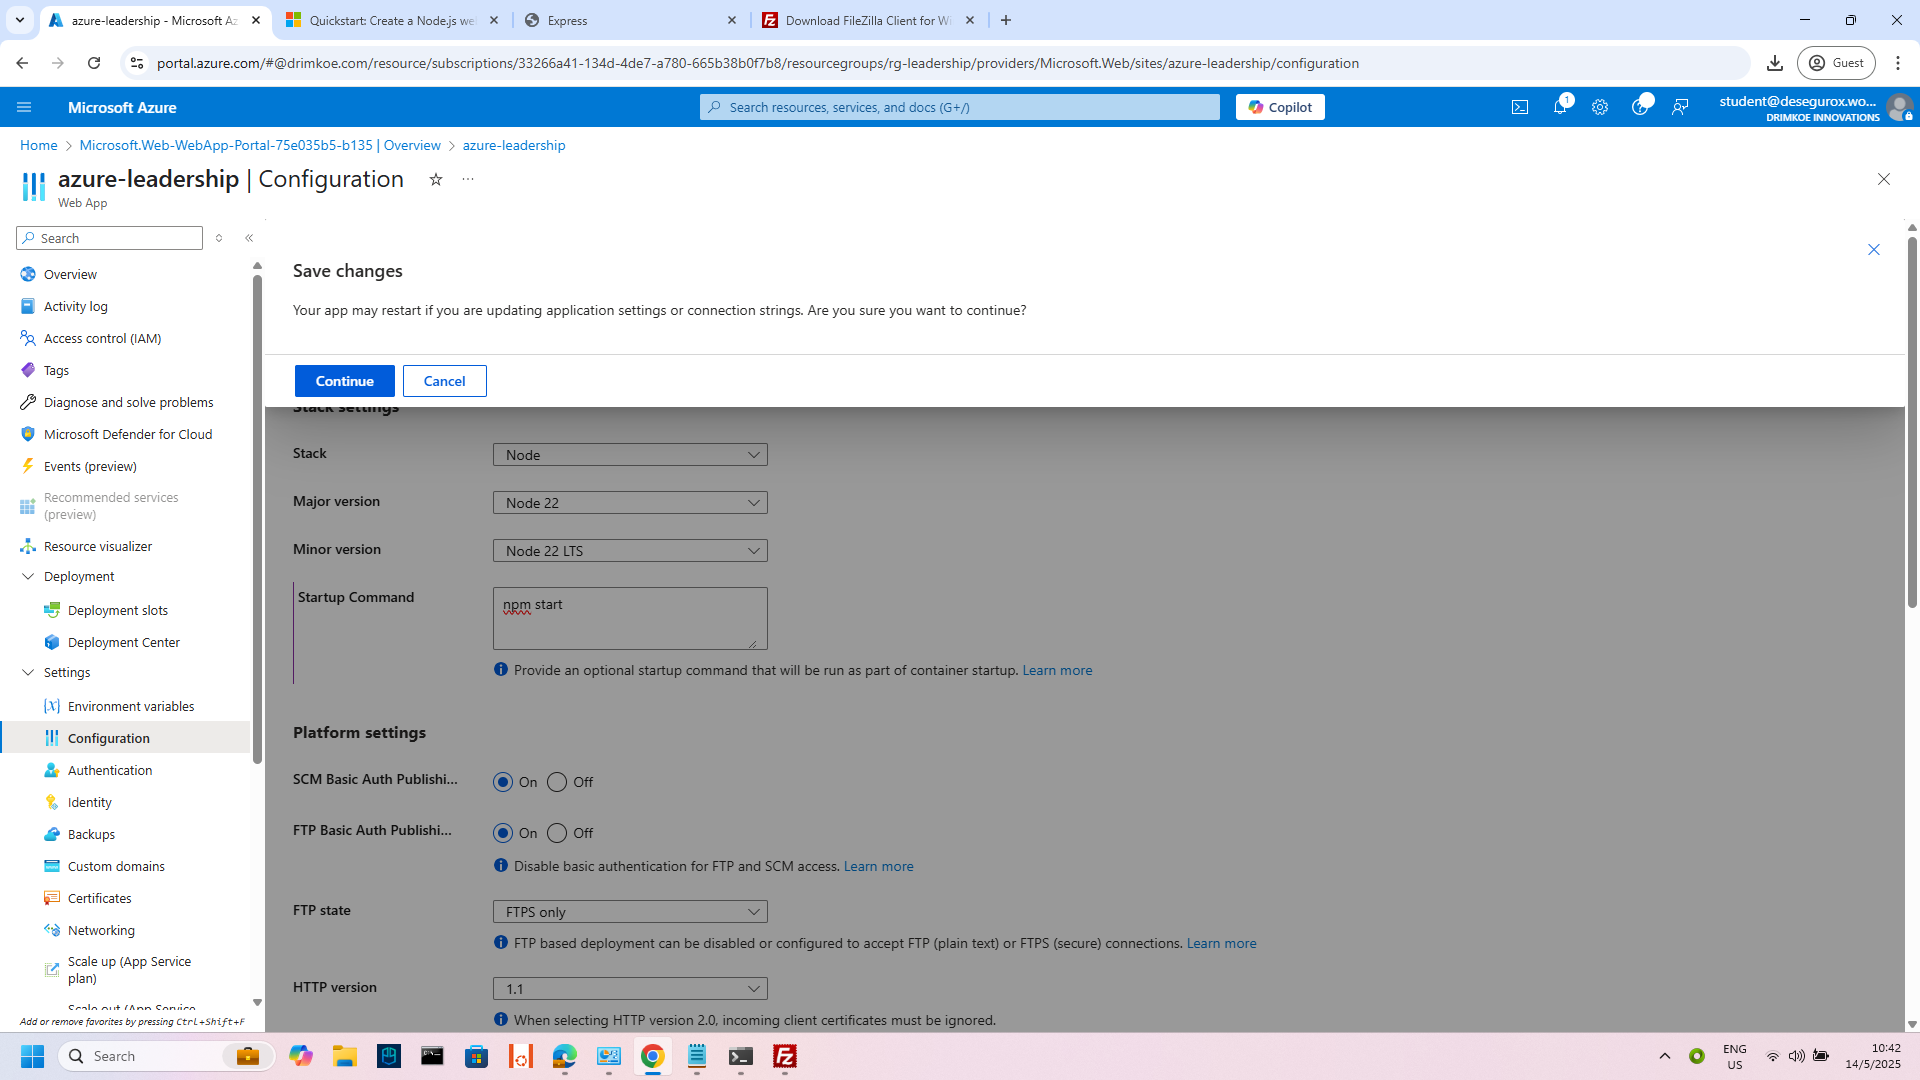 azure-leadership - Microsoft Az
Quickstart: Create a Node.js we
Express
Download FileZilla Client for Wi
portal.azure.com/#@drimkoe.com/resource/subscriptions/33266a41-134d-4de7-a780-665b38b0f7b8/resourcegroups/rg-leadership/providers/Microsoft.Web/sites/azure-leadership/configuration
Guest
Microsoft Azure
Search resources, services, and docs (G+/)
Copilot
1
student@desegurox.wo...
DRIMKOE INNOVATIONS
Home
Microsoft.Web-WebApp-Portal-75e035b5-b135 | Overview
azure-leadership
azure-leadership | Configuration
Web App
Search
Overview
Activity log
Access control (IAM)
Tags
Diagnose and solve problems
Microsoft Defender for Cloud
Events (preview)
Recommended services
(preview)
Resource visualizer
Deployment
Deployment slots
Deployment Center
Settings
Environment variables
Configuration
Authentication
Identity
Backups
Custom domains
Certificates
Networking
Scale up (App Service
plan)
Scale out (App Service
Add or remove favorites by pressing Ctrl+Shift+F
Save changes
Your app may restart if you are updating application settings or connection strings. Are you sure you want to continue?
Continue
Cancel
Stack settings
Stack
Node
Major version
Node 22
Minor version
Node 22 LTS
Startup Command
npm start
Provide an optional startup command that will be run as part of container startup. Learn more
Platform settings
SCM Basic Auth Publishi...
On
Off
FTP Basic Auth Publishi...
On
Off
Disable basic authentication for FTP and SCM access. Learn more
FTP state
FTPS only
FTP based deployment can be disabled or configured to accept FTP (plain text) or FTPS (secure) connections. Learn more
HTTP version
1.1
When selecting HTTP version 2.0, incoming client certificates must be ignored.
Search
ENG
US
10:42
14/5/2025